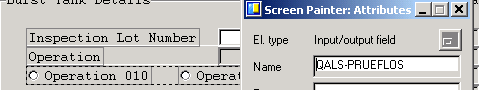 Burst Tank Details
Screen Painter: Attributes
Inspection Lot Number
El. type Input/output field
Operation
Name QALS-PRUEFLOS
Operation 010